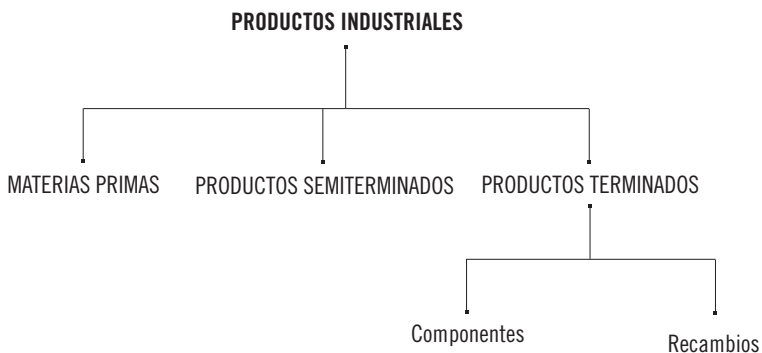 PRODUCTOS INDUSTRIALES
MATERIAS PRIMAS
PRODUCTOS SEMITERMINADOS
PRODUCTOS TERMINADOS
Componentes
Recambios